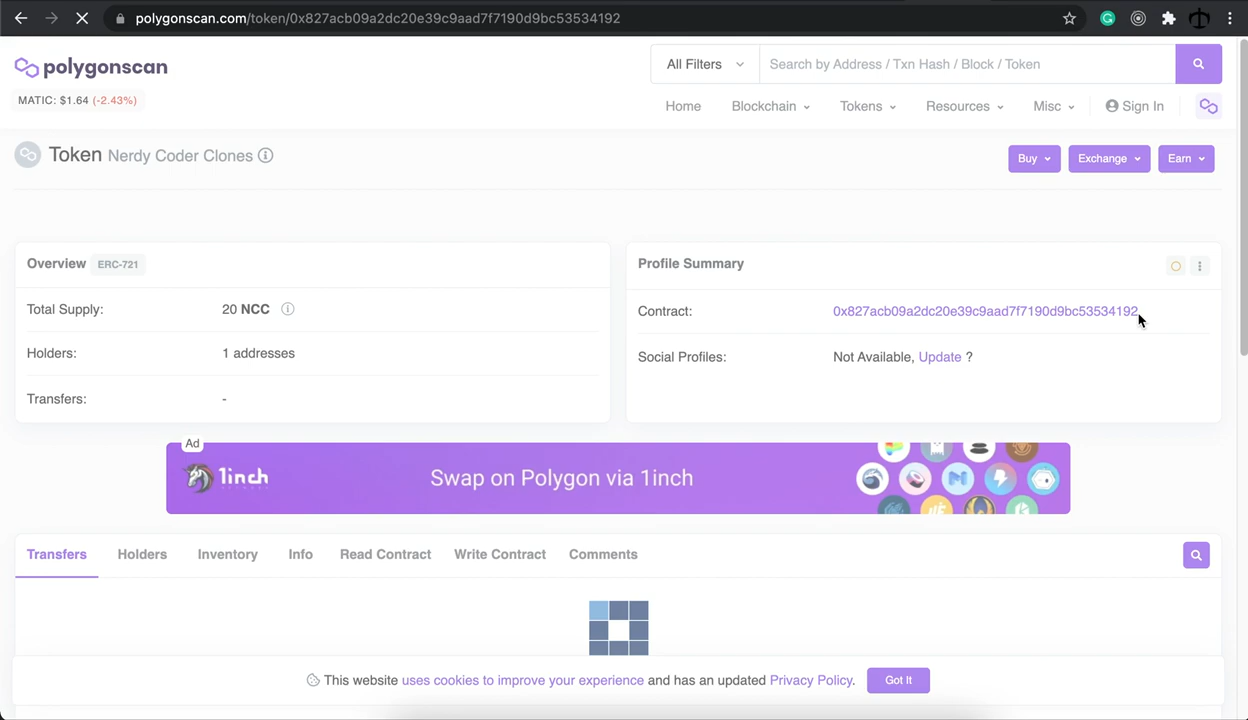 polygonscan.com/token/0x827acb09a2dc20e39c9aad7f7190d9bc53534192
polygonscan
All Filters
Search by Address / Txn Hash / Block / Token
MATIC: $1.64 (-2.43%)
Home Blockchain Tokens Resources Misc Sign In
Token Nerdy Coder Clones
Buy Exchange Earn
Overview ERC-721
Total Supply: 20 NCC
Holders: 1 addresses
Transfers: -
Profile Summary
Contract: 0x827acb09a2dc20e39c9aad7f7190d9bc53534192
Social Profiles: Not Available, Update ?
Ad
1inch
Swap on Polygon via 1inch
Transfers Holders Inventory Info Read Contract Write Contract Comments
This website uses cookies to improve your experience and has an updated Privacy Policy. Got It